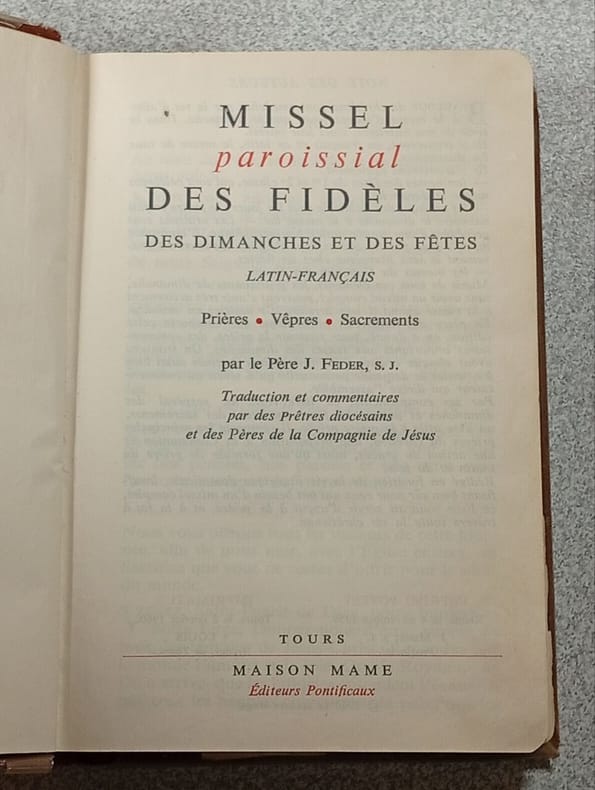 MISSEL
paroissial
DES FIDÈLES
DES DIMANCHES ET DES FÊTES
LATIN-FRANÇAIS
Prières • Vêpres • Sacrements
par le Père J. FEDER, S. J.
Traduction et commentaires
par des Prêtres diocésains
et des Pères de la Compagnie de Jésus
TOURS
MAISON MAME
Éditeurs Pontificaux